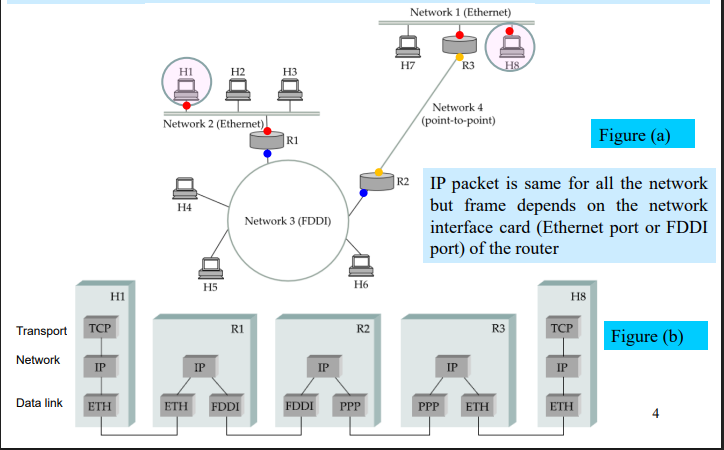 Network 1 (Ethernet)
H7
R3
H8
H1
H2
H3
Network 4
(point-to-point)
Network 2 (Ethernet)
R1
Figure (a)
R2
IP packet is same for all the network
but frame depends on the network
interface card (Ethernet port or FDDI
port) of the router
H4
Network 3 (FDDI)
H5
H6
H1
H8
Transport
TCP
R1
R2
R3
TCP
Figure (b)
Network
IP
IP
IP
IP
IP
Data link
ETH
ETH
FDDI
FDDI
PPP
PPP
ETH
ETH
4